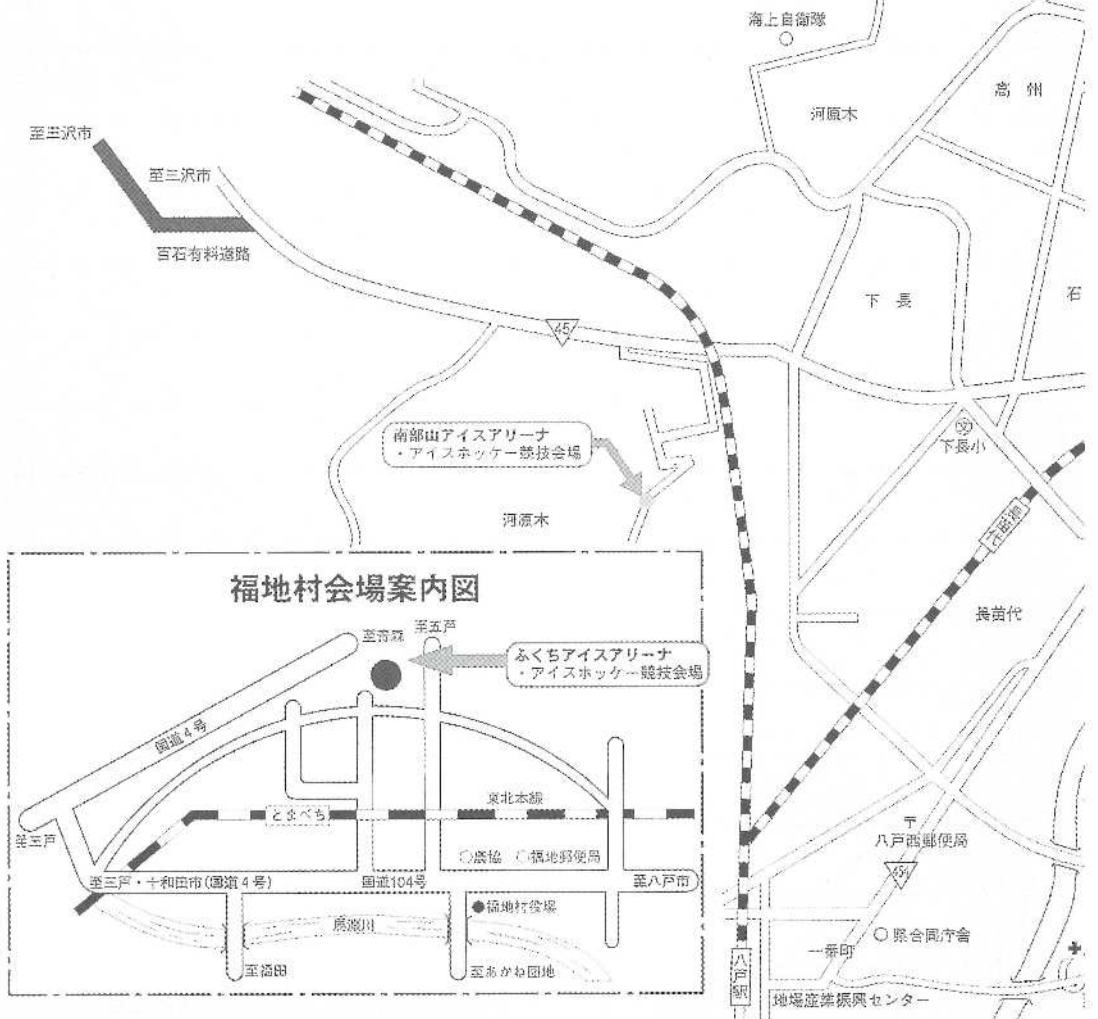 海上自衛隊
高州
河原木
至三沢市
至三沢市
百石有料道路
下長
石
45
南部山アイスアリーナ
・アイスホッケー競技会場
下長小
河原木
長苗代
長苗代
福地村会場案内図
至青森
至五戸
ふくちアイスアリーナ
・アイスホッケー競技会場
国道4号
東北本線
とまべち
至三戸
○農協 ○福地郵便局
〒
八戸西郵便局
454
至三戸・十和田市(国道4号)
国道104号
至八戸市
●福地村役場
県合同庁舎
一番町
至福田
至あかね団地
八戸駅
地場産業振興センター